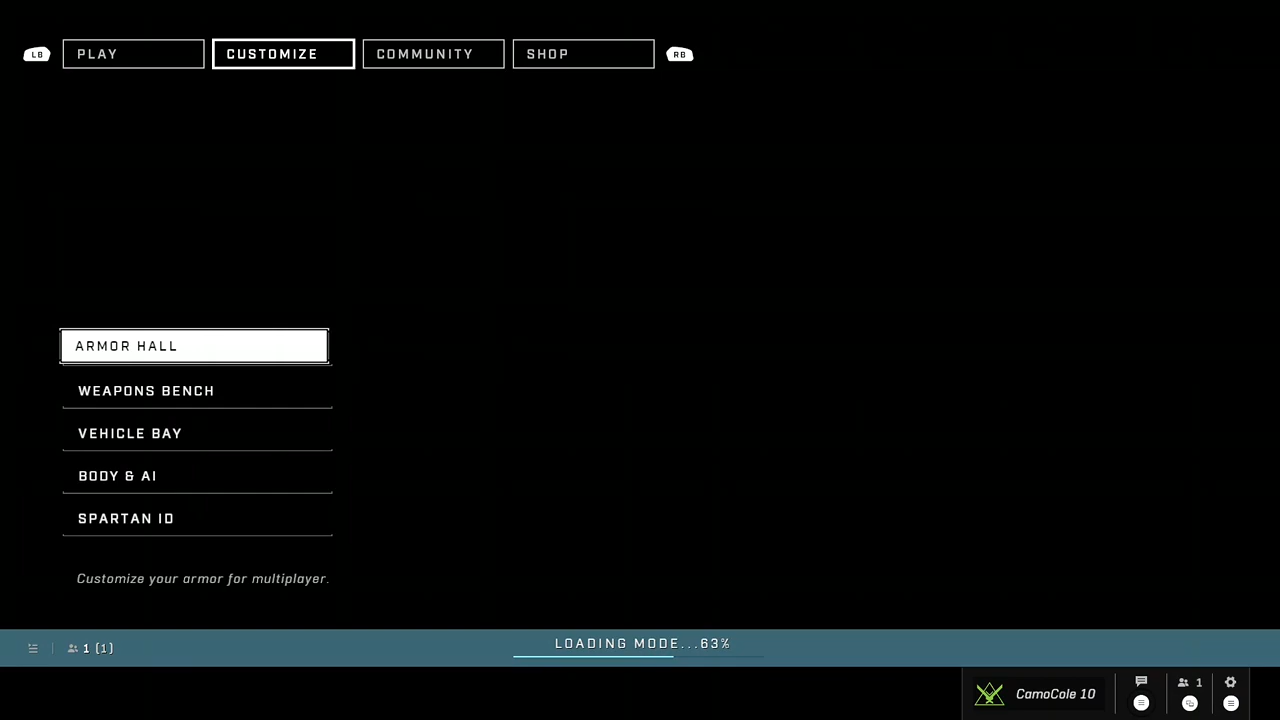 LB PLAY CUSTOMIZE COMMUNITY SHOP RB
ARMOR HALL
WEAPONS BENCH
VEHICLE BAY
BODY & AI
SPARTAN ID
Customize your armor for multiplayer.
1 (1)
LOADING MODE...63%
CamoCole 10
1